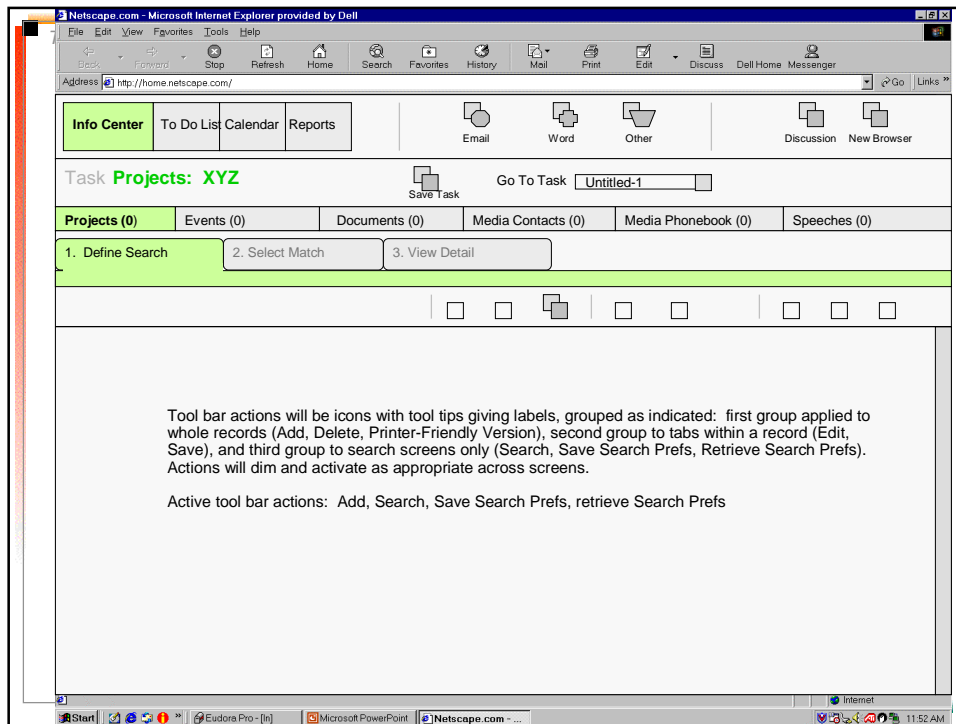 Netscape.com - Microsoft Internet Explorer provided by Dell
File Edit View Favorites Tools Help
7
Back Forward Stop Refresh Home Search Favorites History Mail Print Edit Discuss Dell Home Messenger
Address http://home.netscape.com/ Go Links »
Info Center To Do List Calendar Reports
Email Word Other Discussion New Browser
Task Projects: XYZ
Save Task
Go To Task Untitled-1
Projects (0) Events (0) Documents (0) Media Contacts (0) Media Phonebook (0) Speeches (0)
1. Define Search 2. Select Match 3. View Detail
Tool bar actions will be icons with tool tips giving labels, grouped as indicated: first group applied to
whole records (Add, Delete, Printer-Friendly Version), second group to tabs within a record (Edit,
Save), and third group to search screens only (Search, Save Search Prefs, Retrieve Search Prefs).
Actions will dim and activate as appropriate across screens.
Active tool bar actions: Add, Search, Save Search Prefs, retrieve Search Prefs
Internet
Start » Eudora Pro - [In] Microsoft PowerPoint Netscape.com - ... 11:52 AM